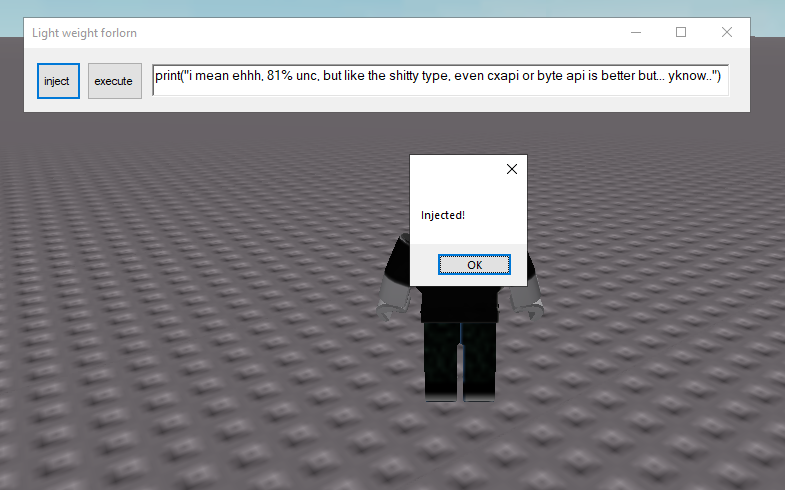 Light weight forlorn
inject
execute
print("i mean ehhh, 81% unc, but like the shitty type, even cxapi or byte api is better but... yknow..")
Injected!
OK